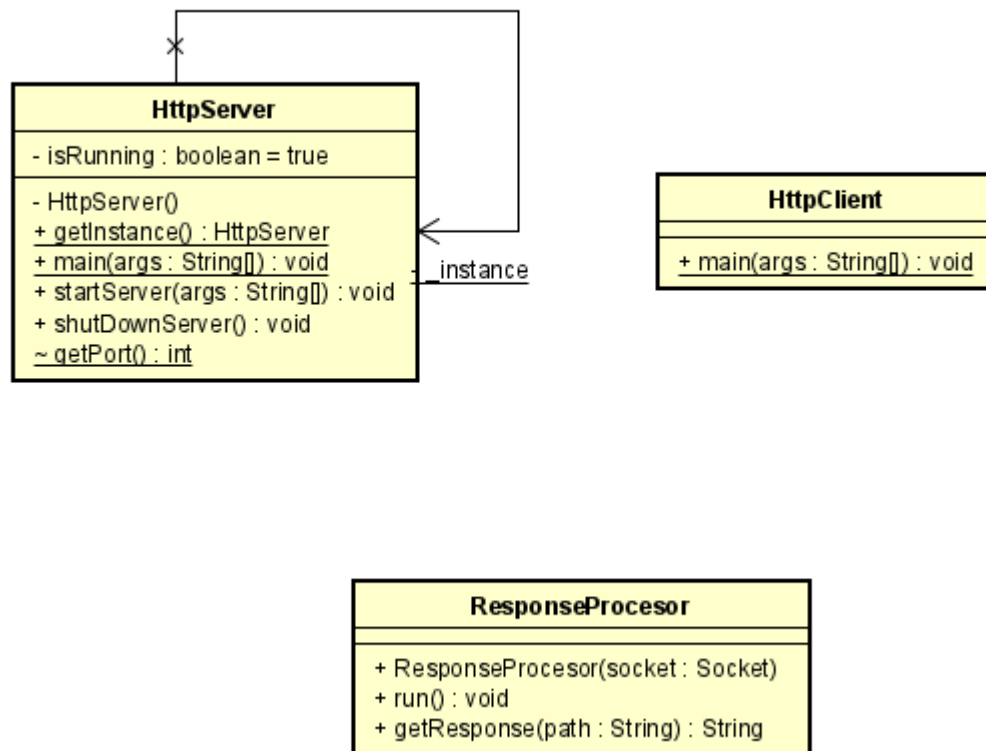 HttpServer
- isRunning : boolean = true
- HttpServer()
+ getInstance() : HttpServer
+ main(args : String[]) : void
+ startServer(args : String[]) : void
+ shutDownServer() : void
~ getPort() : int
- _instance
HttpClient
+ main(args : String[]) : void
ResponseProcesor
+ ResponseProcesor(socket : Socket)
+ run() : void
+ getResponse(path : String) : String